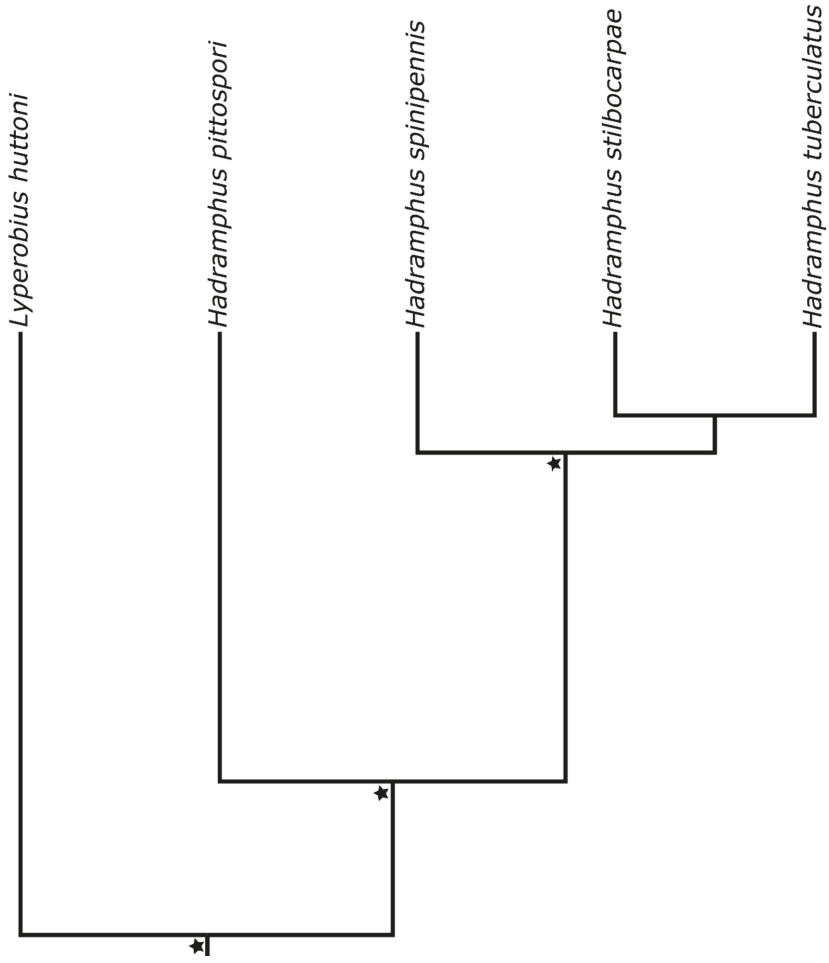 Lyperobius huttoni
Hadramphus pittospori
Hadramphus spinipennis
Hadramphus stilbocarpae
Hadramphus tuberculatus